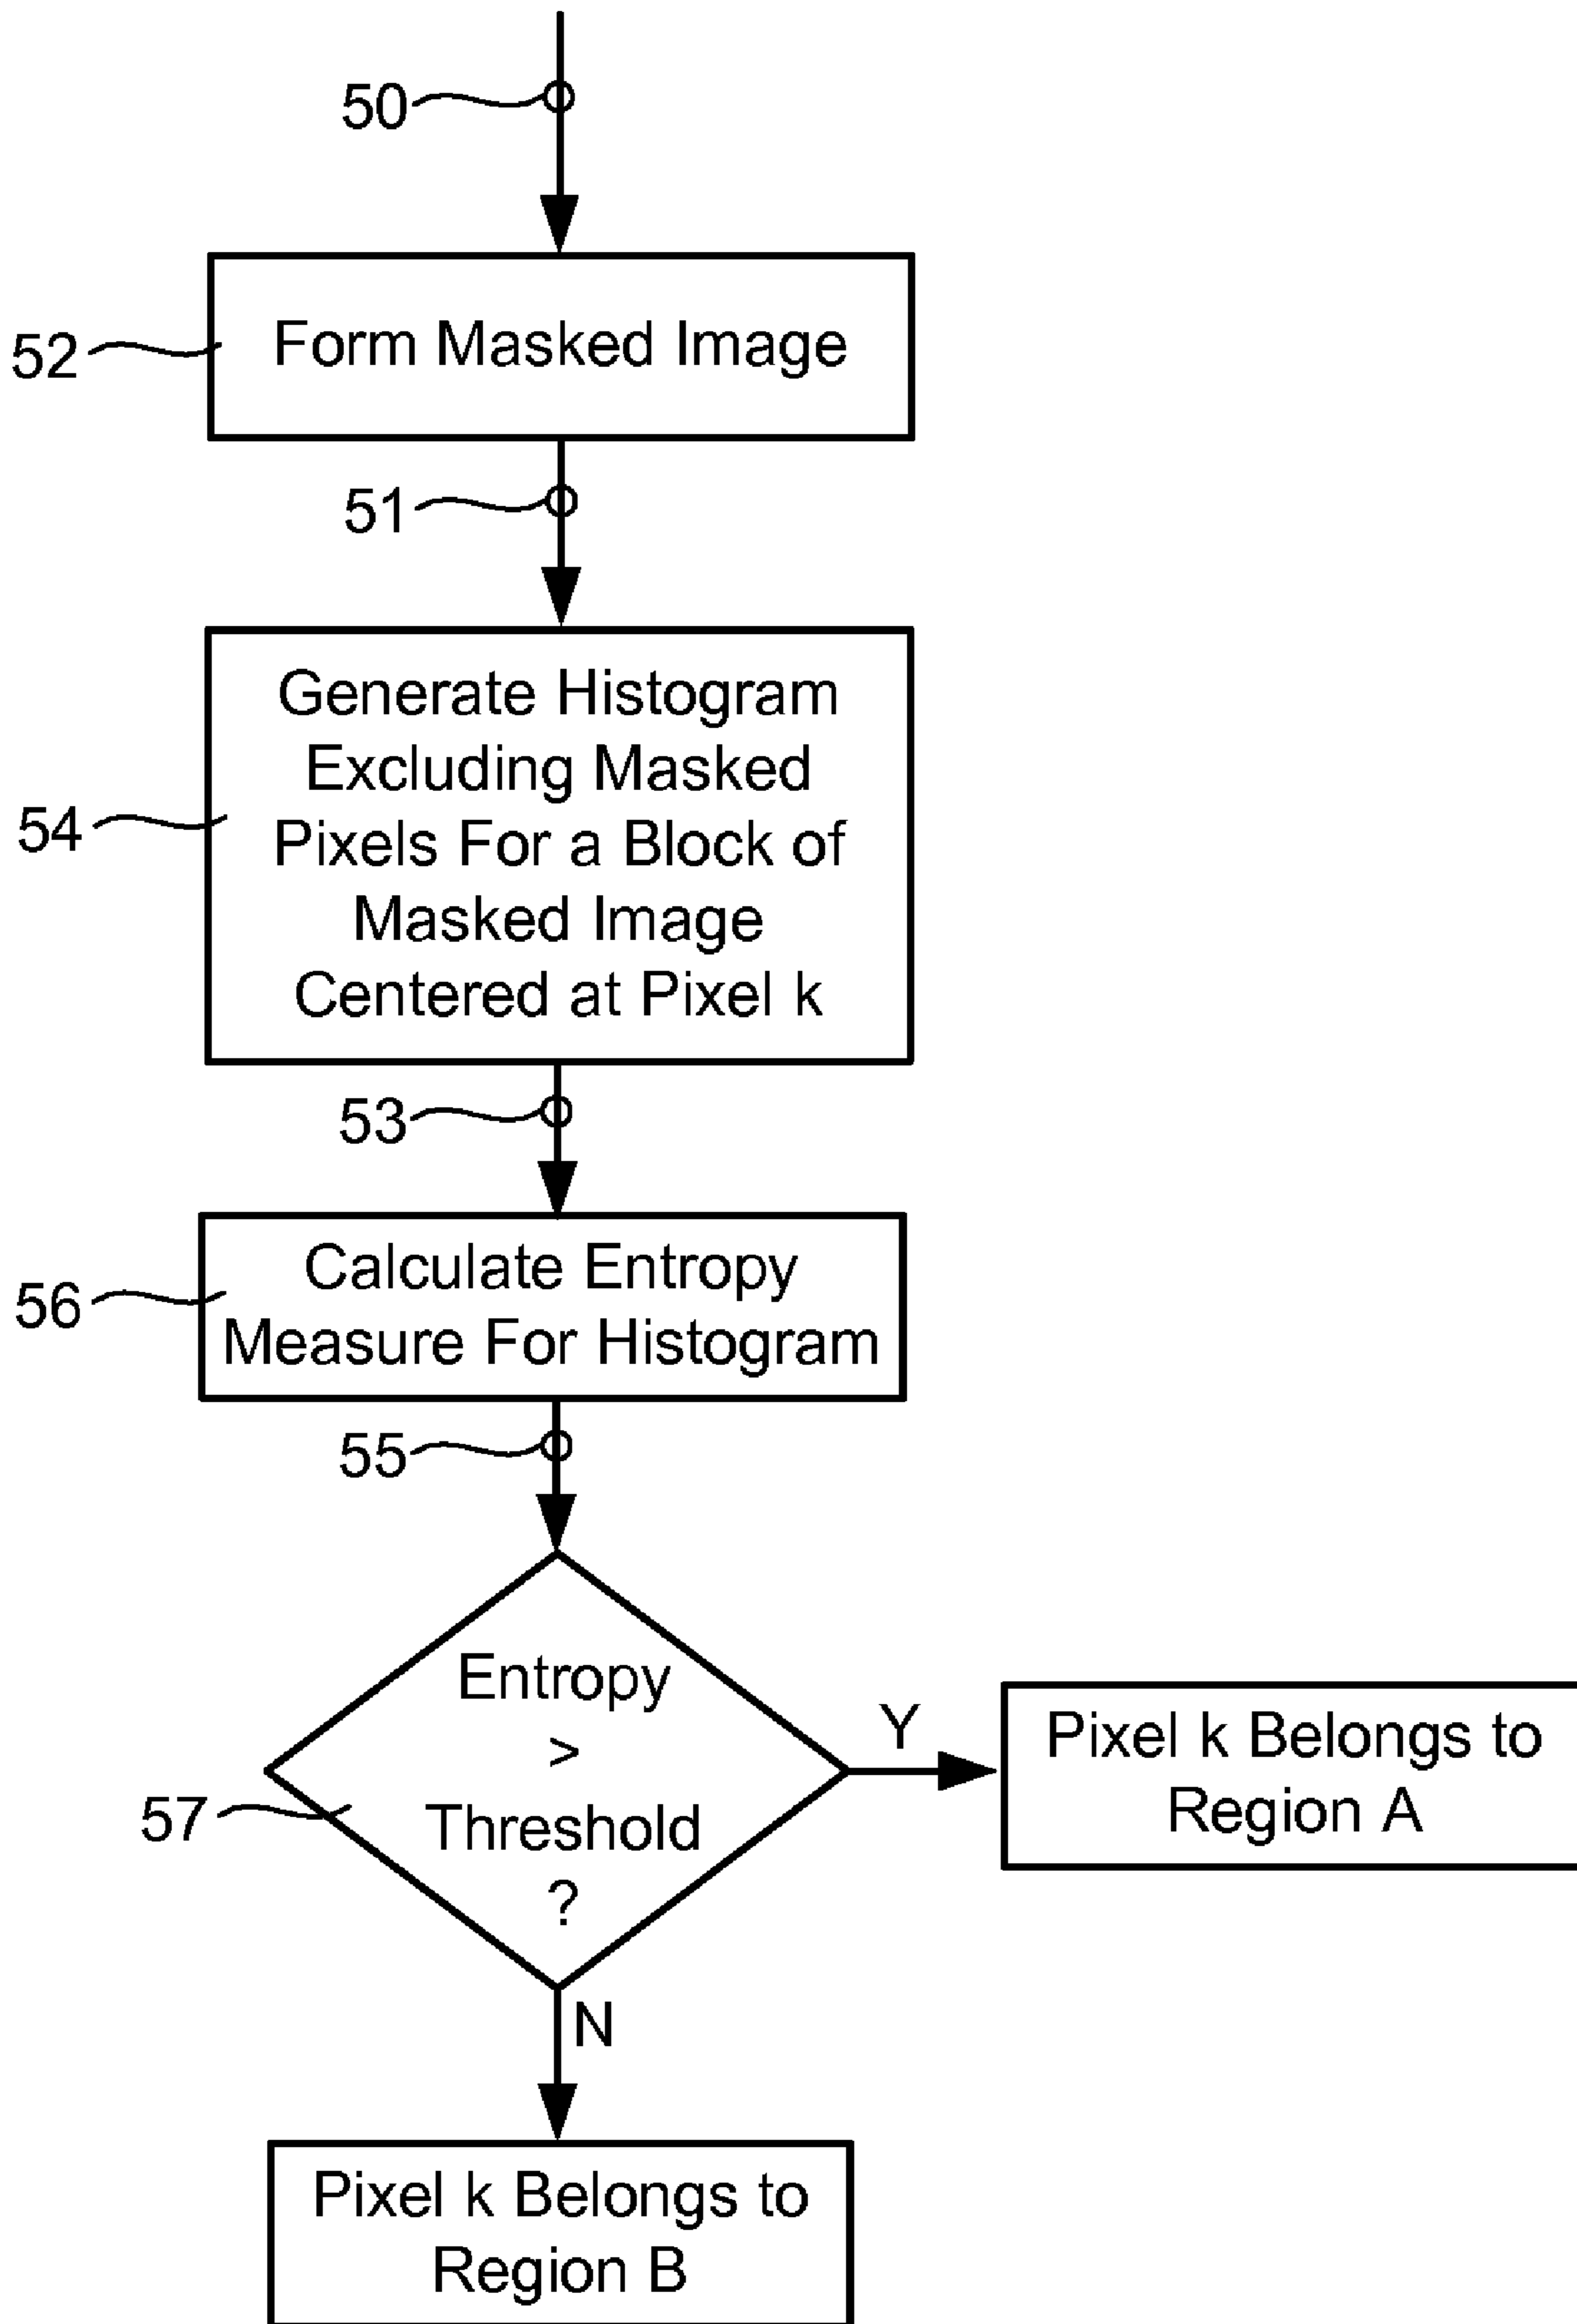 50
52
Form Masked Image
51
54
Generate Histogram
Excluding Masked
Pixels For a Block of
Masked Image
Centered at Pixel k
53
56
Calculate Entropy
Measure For Histogram
55
57
Entropy
>
Threshold
?
Y
Pixel k Belongs to
Region A
N
Pixel k Belongs to
Region B